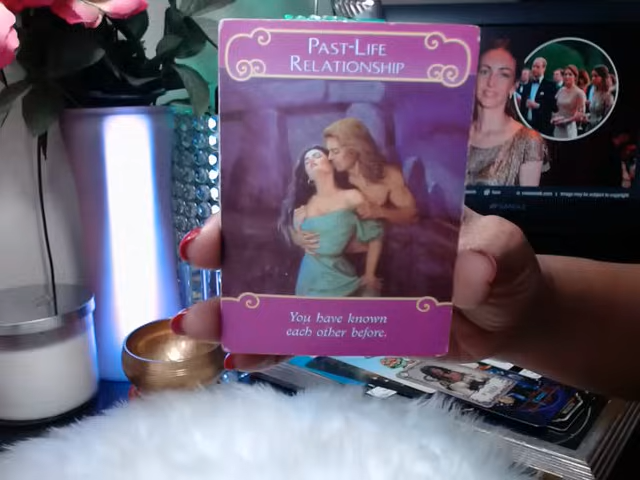 PAST-LIFE
RELATIONSHIP
You have known
each other before.